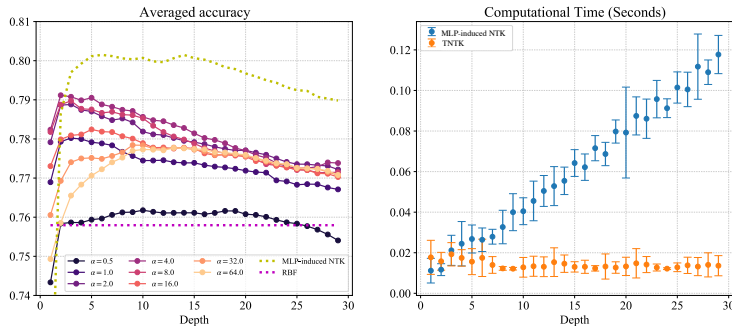 Averaged accuracy
0.81
0.80
0.79
0.78
0.77
0.76
0.75
0.74
α = 0.5
α = 1.0
α = 2.0
α = 4.0
α = 8.0
α = 16.0
α = 32.0
α = 64.0
MLP-induced NTK
RBF
0 5 10 15 20 25 30
Depth
Computational Time (Seconds)
MLP-induced NTK
TNTK
0.12
0.10
0.08
0.06
0.04
0.02
0.00
0 5 10 15 20 25 30
Depth